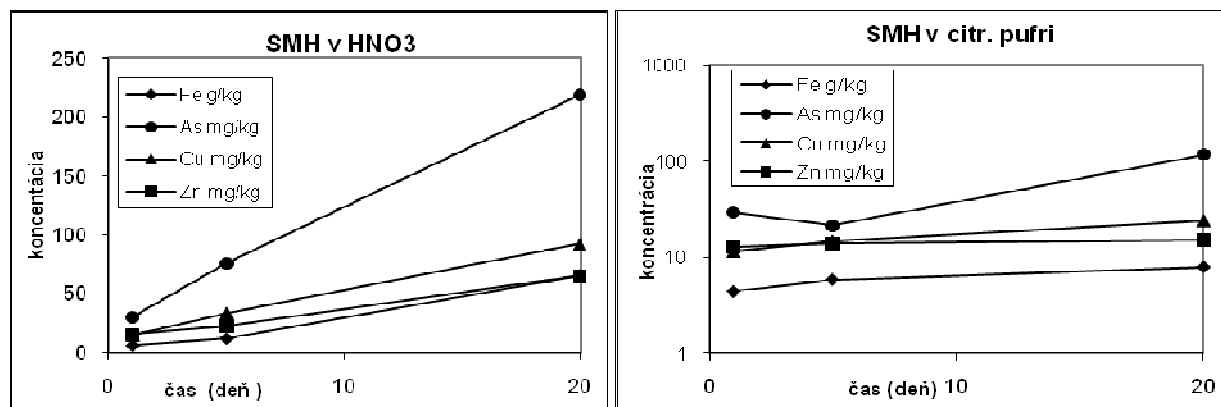 SMH v HNO3
250
200
150
100
50
0
koncentácia
Fe g/kg
As mg/kg
Cu mg/kg
Zn mg/kg
0
10
20
čas (deň )
SMH v citr. pufri
1000
100
10
1
koncentrácia
Fe g/kg
As mg/kg
Cu mg/kg
Zn mg/kg
0
10
20
čas (deň)